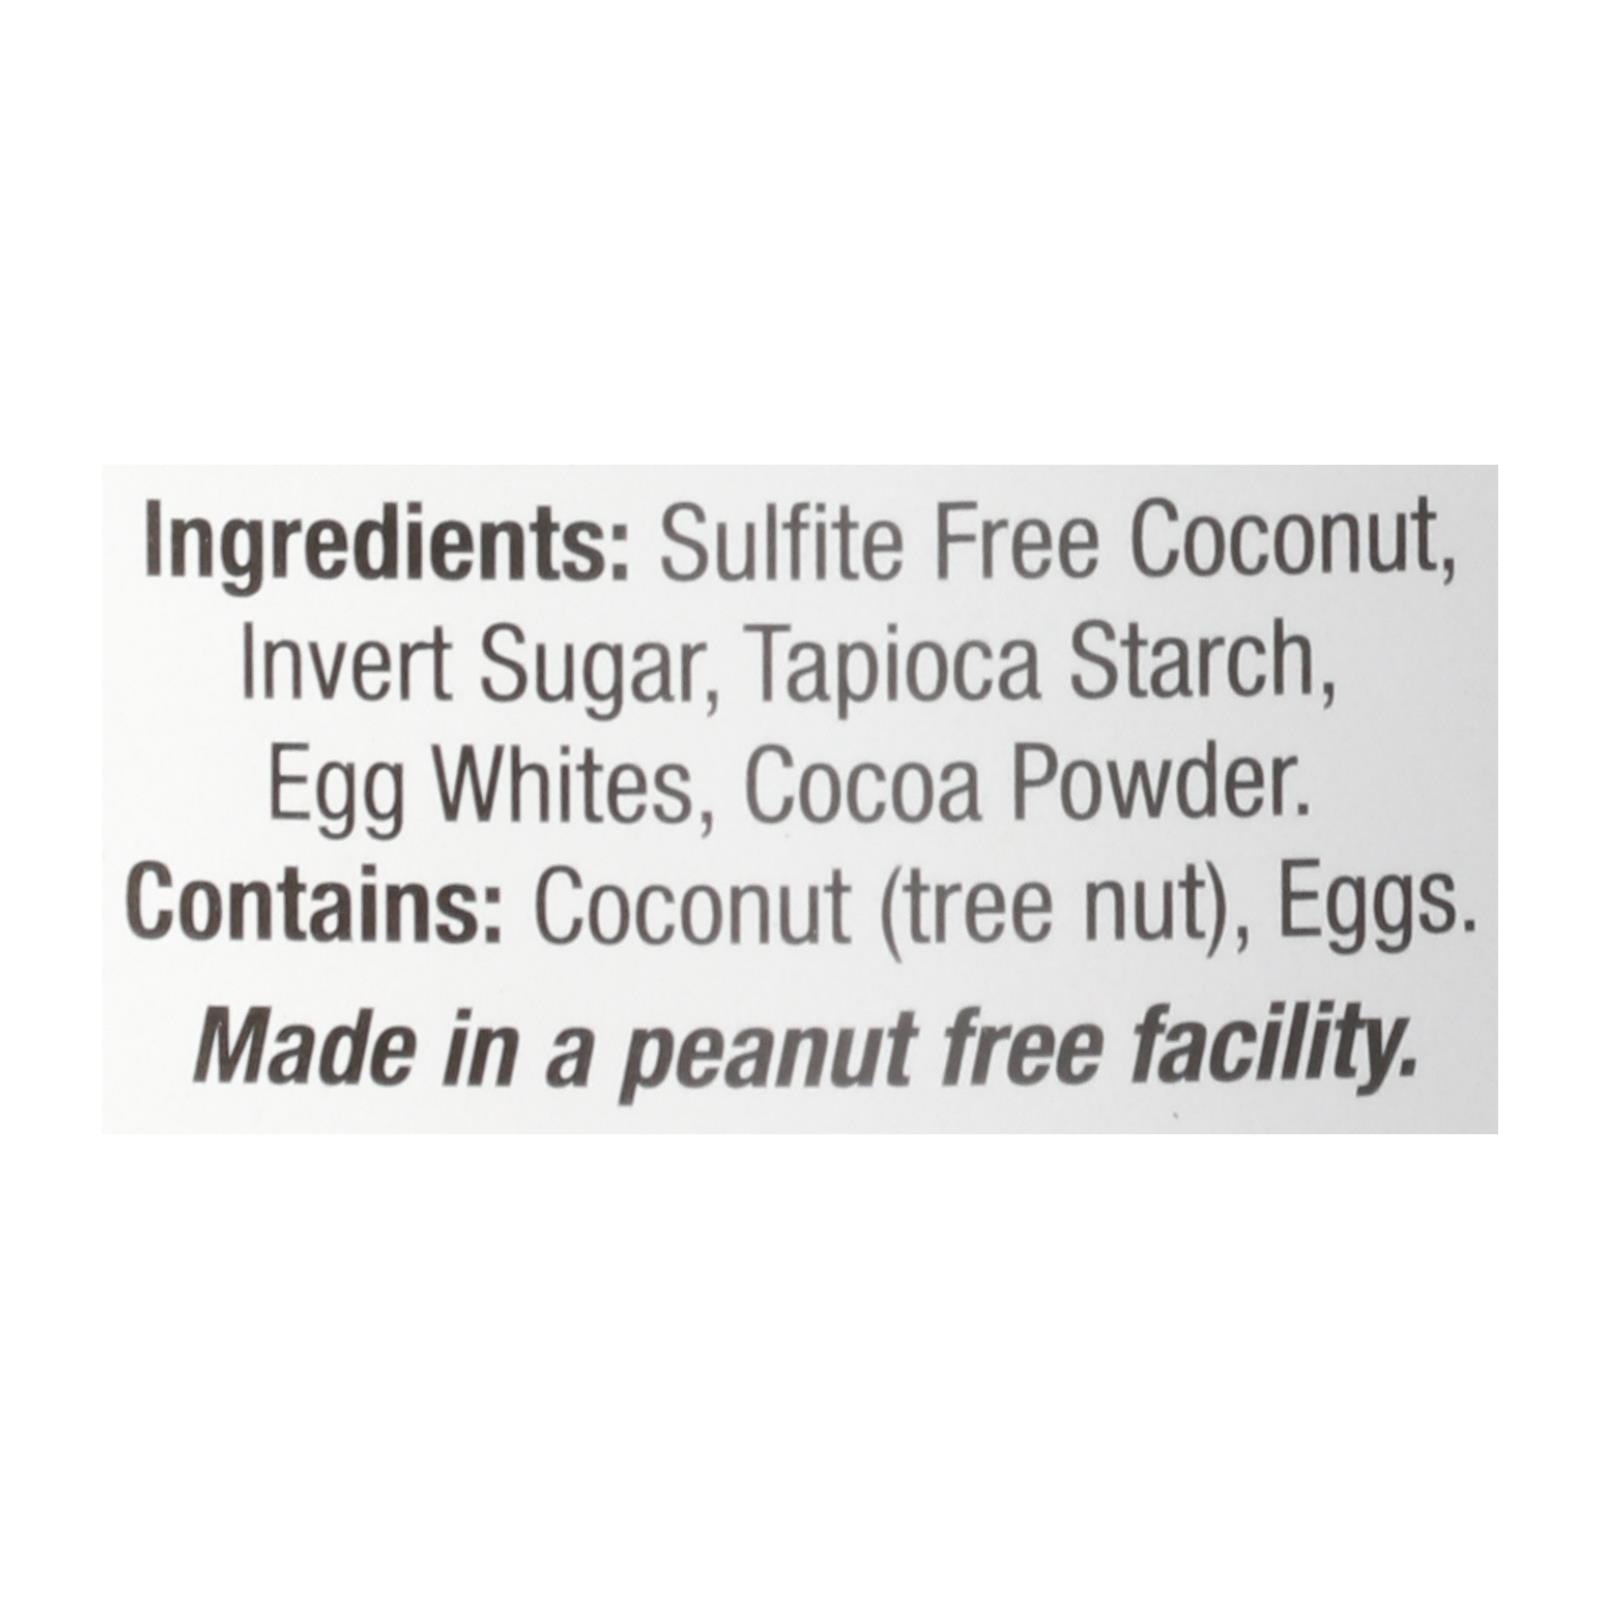 Ingredients: Sulfite Free Coconut,
Invert Sugar, Tapioca Starch,
Egg Whites, Cocoa Powder.
Contains: Coconut (tree nut), Eggs.
Made in a peanut free facility.